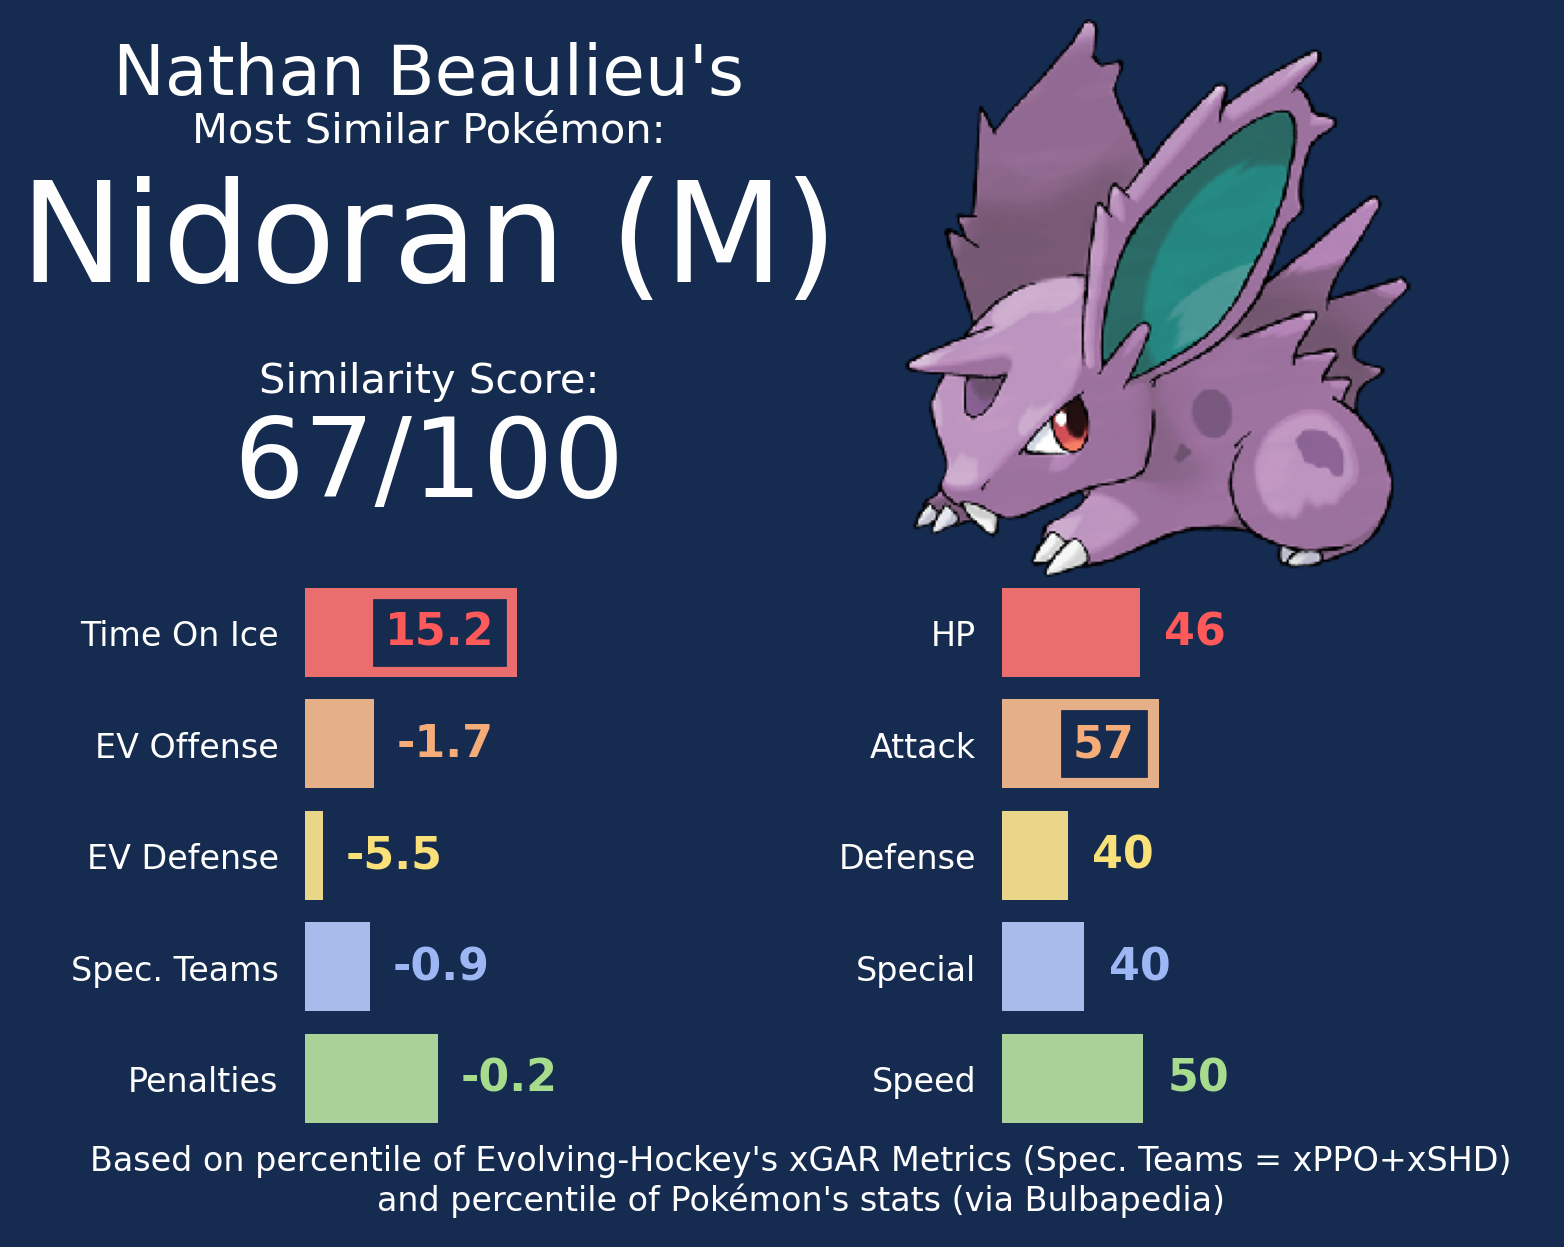 Nathan Beaulieu's
Most Similar Pokémon:
Nidoran (M)
Similarity Score:
67/100
Time On Ice 15.2
EV Offense -1.7
EV Defense -5.5
Spec. Teams -0.9
Penalties -0.2
HP 46
Attack 57
Defense 40
Special 40
Speed 50
Based on percentile of Evolving-Hockey's xGAR Metrics (Spec. Teams = xPPO+xSHD)
and percentile of Pokémon's stats (via Bulbapedia)